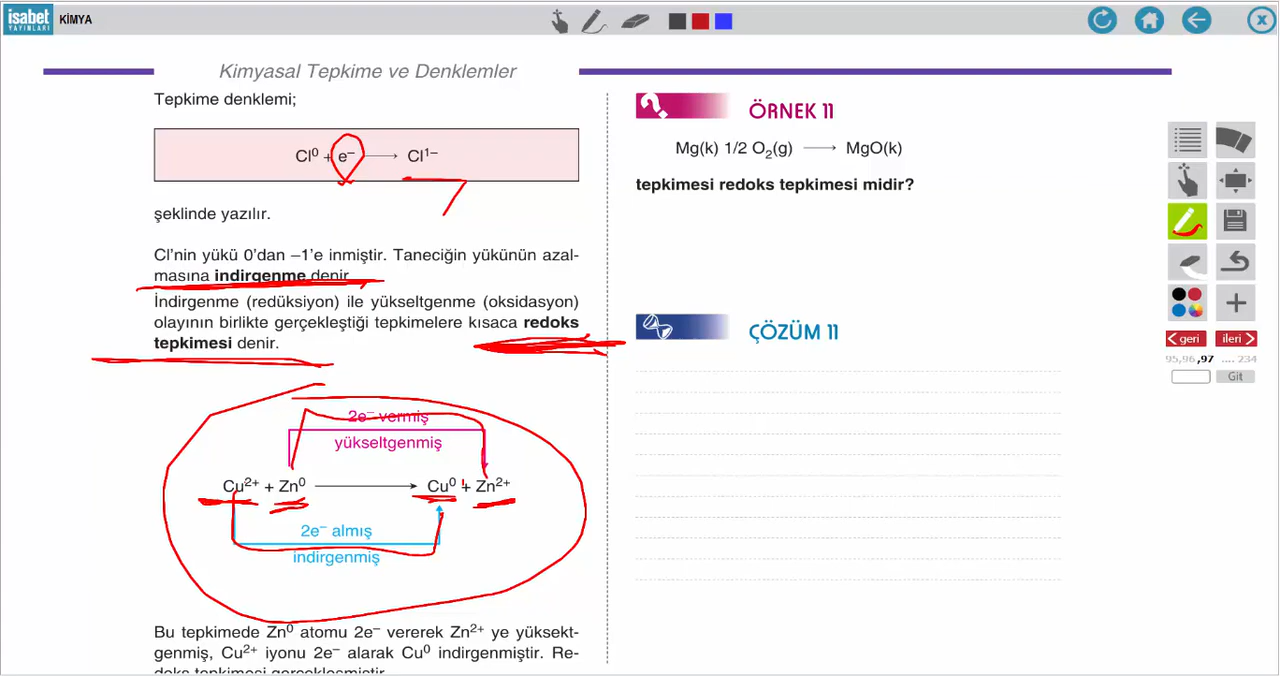 isabet
YAYINLARI
KİMYA
Kimyasal Tepkime ve Denklemler
Tepkime denklemi;
Cl⁰ + e⁻ ⟶ Cl¹⁻
şeklinde yazılır.
Cl’nin yükü 0’dan –1’e inmiştir. Taneciğin yükünün azal-
masına indirgenme denir.
İndirgenme (redüksiyon) ile yükseltgenme (oksidasyon)
olayının birlikte gerçekleştiği tepkimelere kısaca redoks
tepkimesi denir.
2e⁻ vermiş
yükseltgenmiş
Cu²⁺ + Zn⁰ ⟶ Cu⁰ + Zn²⁺
2e⁻ almış
indirgenmiş
Bu tepkimede Zn⁰ atomu 2e⁻ vererek Zn²⁺ ye yüksekt-
genmiş, Cu²⁺ iyonu 2e⁻ alarak Cu⁰ indirgenmiştir. Re-
doks tepkimesi gerçekleşmiştir.
ÖRNEK 11
Mg(k) 1/2 O₂(g) ⟶ MgO(k)
tepkimesi redoks tepkimesi midir?
ÇÖZÜM 11
geri
ileri
95,96,97 .... 234
Git